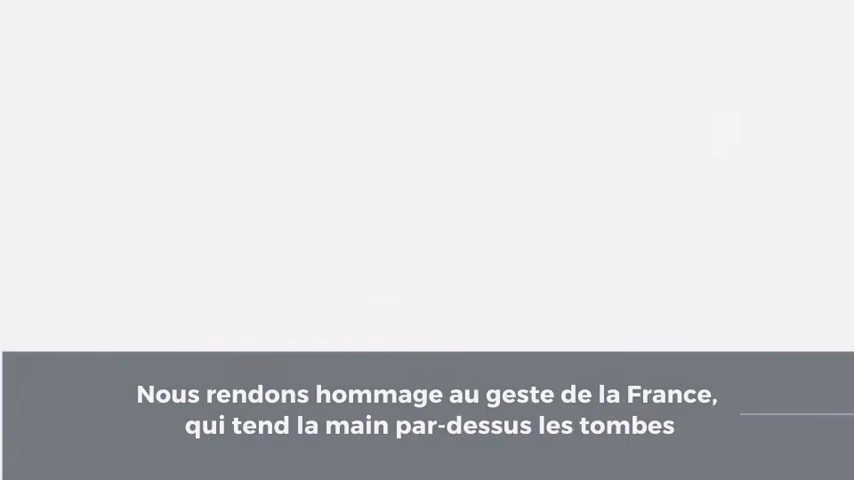 Nous rendons hommage au geste de la France,
qui tend la main par-dessus les tombes